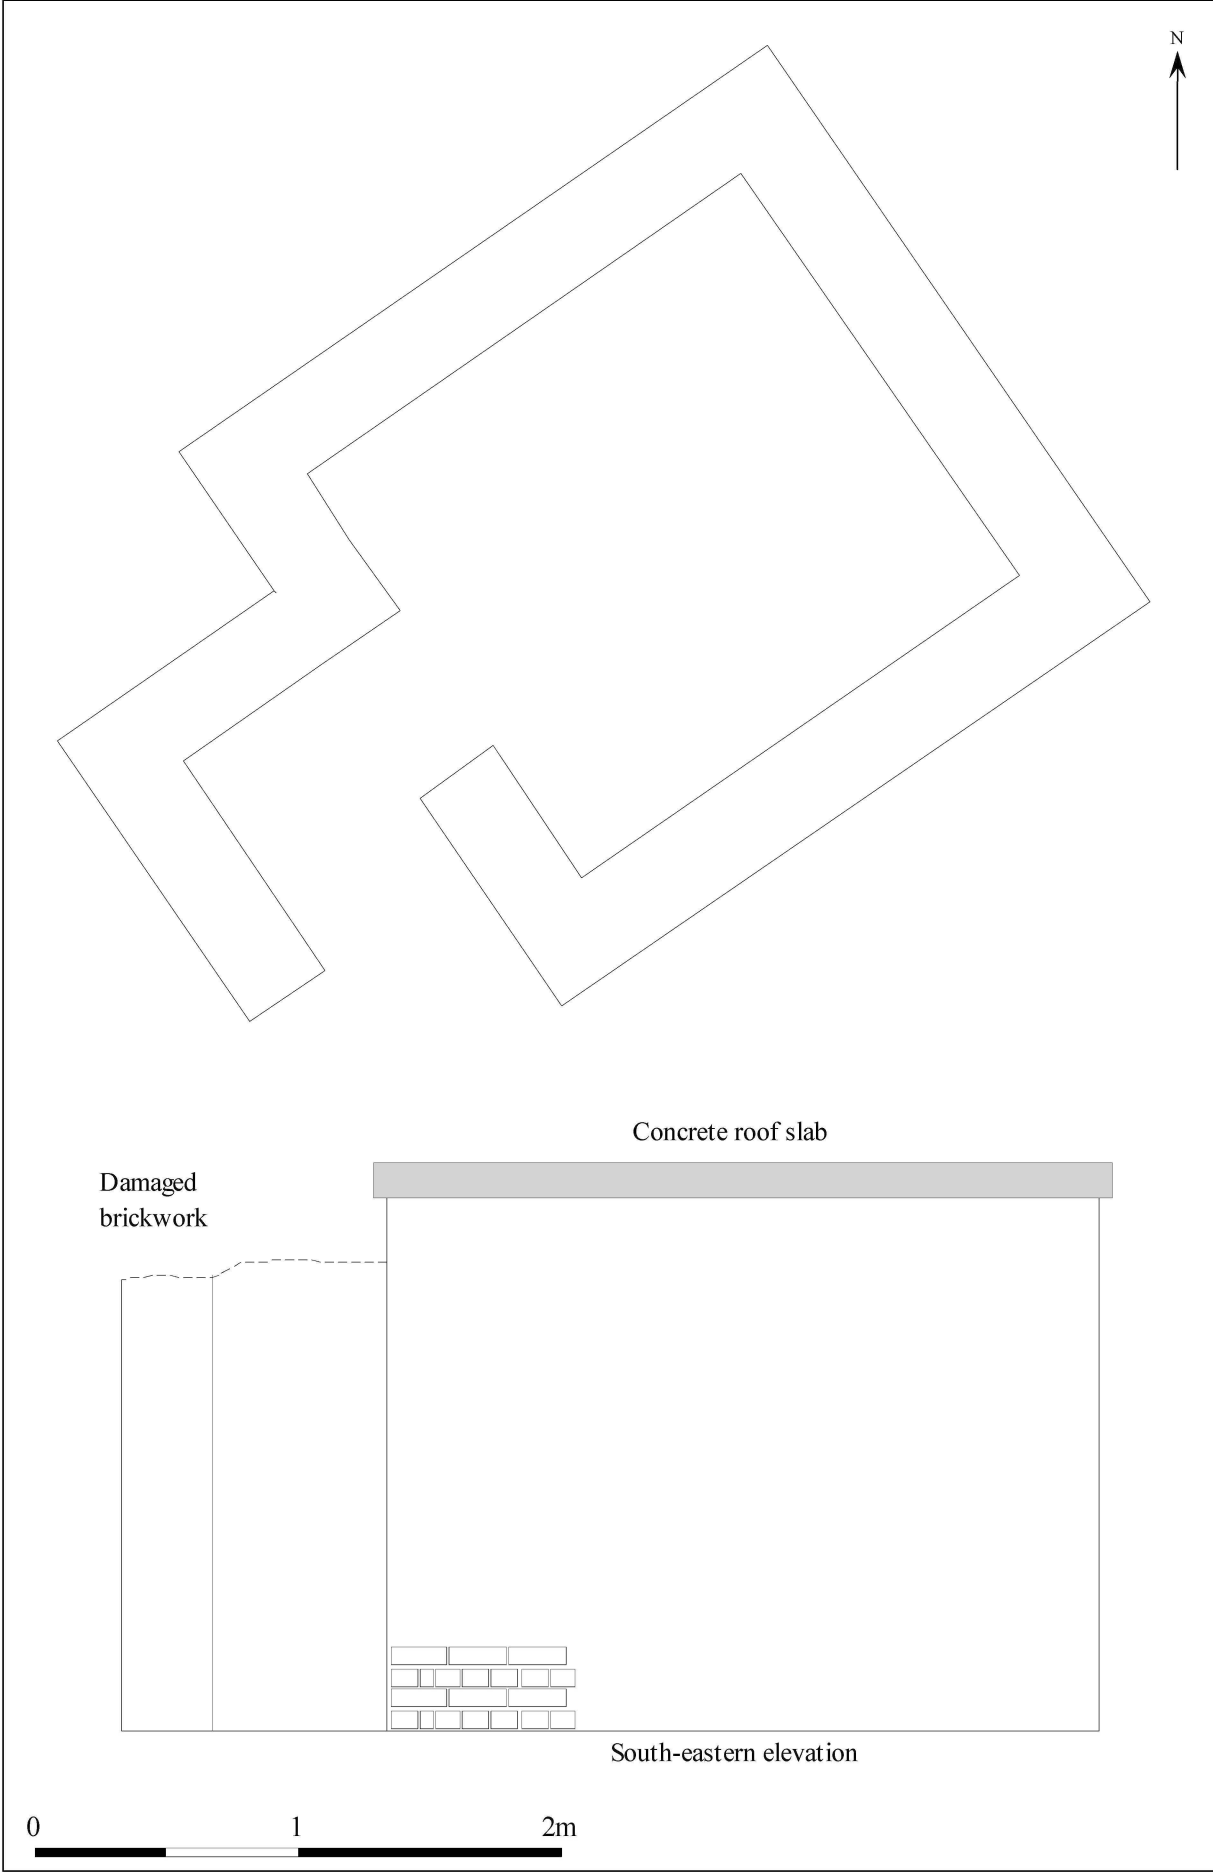 N
Concrete roof slab
Damaged
brickwork
South-eastern elevation
0 1 2m